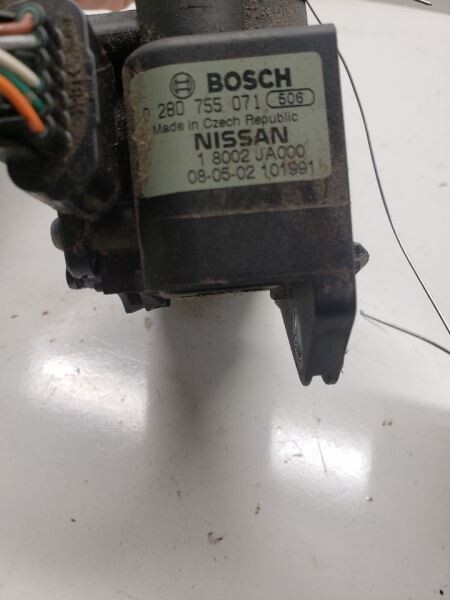 BOSCH
0 280 755 071 506
Made in Czech Republic
NISSAN
1 8002 JA000
08-05-02 101991